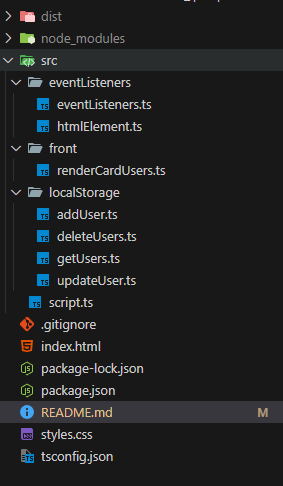 dist
node_modules
src
eventListeners
TS eventListeners.ts
TS htmlElement.ts
front
TS renderCardUsers.ts
localStorage
TS addUser.ts
TS deleteUsers.ts
TS getUsers.ts
TS updateUser.ts
TS script.ts
.gitignore
index.html
package-lock.json
package.json
README.md M
styles.css
tsconfig.json